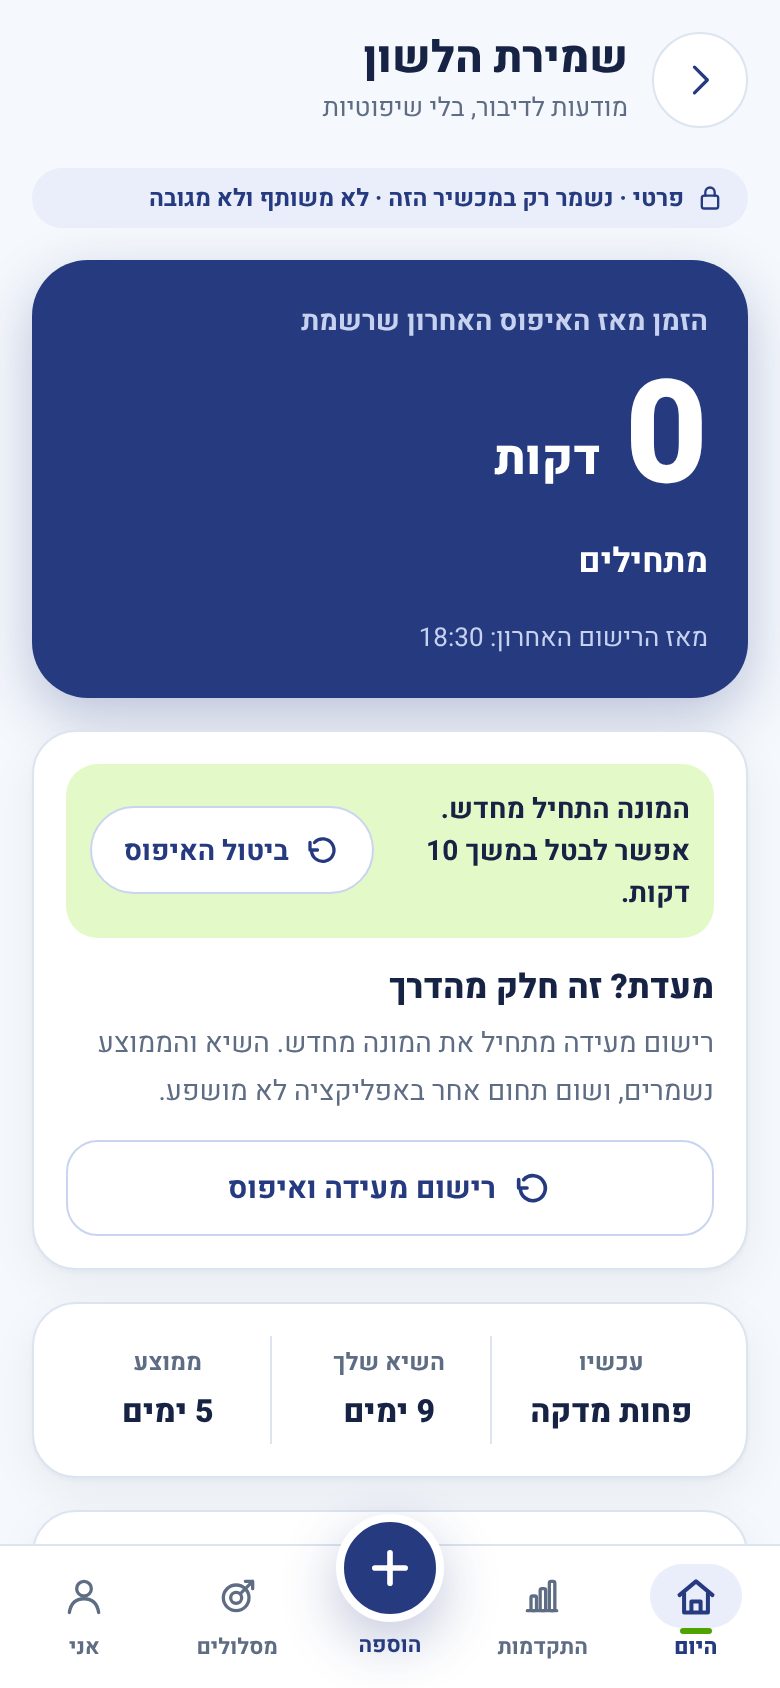 שמירת הלשון
מודעות לדיבור, בלי שיפוטיות
פרטי · נשמר רק במכשיר הזה · לא משותף ולא מגובה
הזמן מאז האיפוס האחרון שרשמת
0 דקות
מתחילים
מאז הרישום האחרון: 18:30
המונה התחיל מחדש.
אפשר לבטל במשך 10
דקות.
ביטול האיפוס
מעדת? זה חלק מהדרך
רישום מעידה מתחיל את המונה מחדש. השיא והממוצע
נשמרים, ושום תחום אחר באפליקציה לא מושפע.
רישום מעידה ואיפוס
עכשיו
פחות מדקה
השיא שלך
9 ימים
ממוצע
5 ימים
היום
התקדמות
הוספה
מסלולים
אני